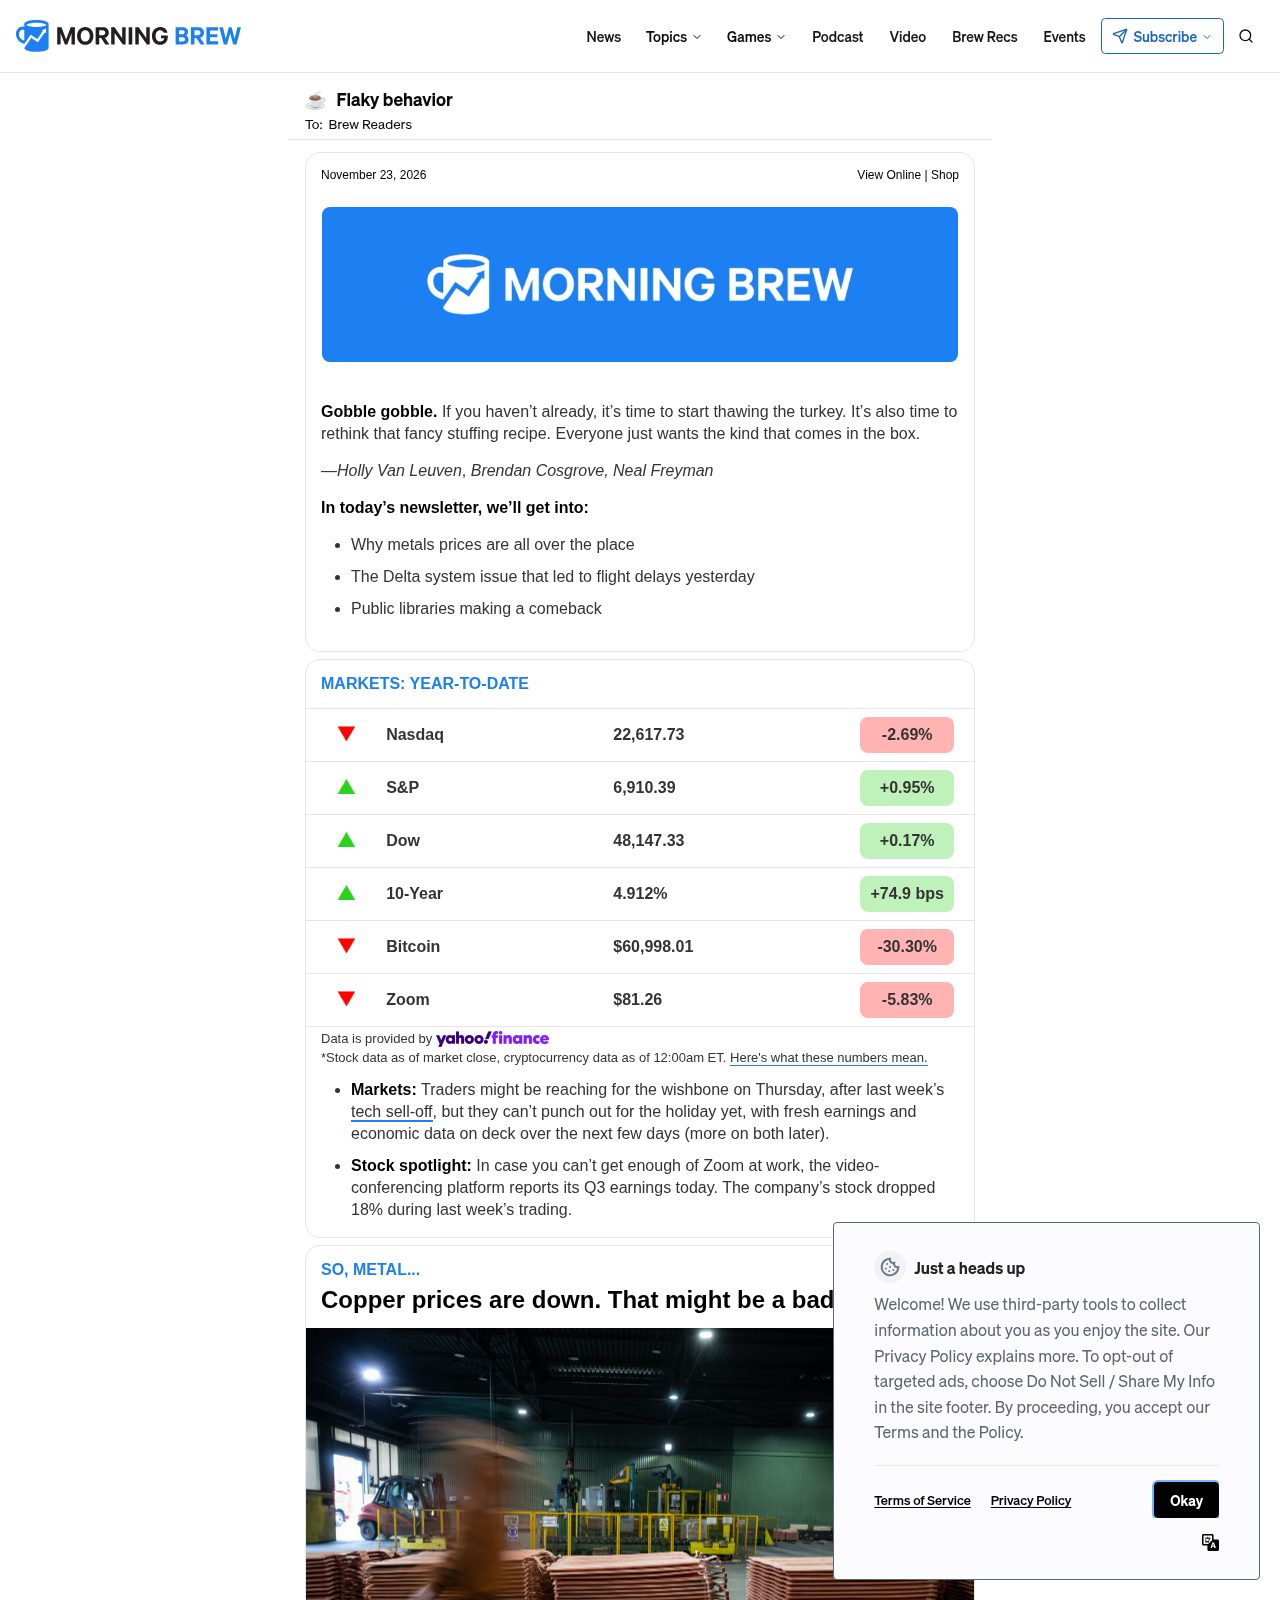 MORNING BREW
News Topics Games Podcast Video Brew Recs Events Subscribe
☕ Flaky behavior
To: Brew Readers
November 23, 2026 View Online | Shop
MORNING BREW
Gobble gobble. If you haven’t already, it’s time to start thawing the turkey. It’s also time to
rethink that fancy stuffing recipe. Everyone just wants the kind that comes in the box.
—Holly Van Leuven, Brendan Cosgrove, Neal Freyman
In today’s newsletter, we’ll get into:
• Why metals prices are all over the place
• The Delta system issue that led to flight delays yesterday
• Public libraries making a comeback
MARKETS: YEAR-TO-DATE
▼ Nasdaq 22,617.73 -2.69%
▲ S&P 6,910.39 +0.95%
▲ Dow 48,147.33 +0.17%
▲ 10-Year 4.912% +74.9 bps
▼ Bitcoin $60,998.01 -30.30%
▼ Zoom $81.26 -5.83%
Data is provided by yahoo!finance
*Stock data as of market close, cryptocurrency data as of 12:00am ET. Here's what these numbers mean.
• Markets: Traders might be reaching for the wishbone on Thursday, after last week’s
tech sell-off, but they can’t punch out for the holiday yet, with fresh earnings and
economic data on deck over the next few days (more on both later).
• Stock spotlight: In case you can’t get enough of Zoom at work, the video-
conferencing platform reports its Q3 earnings today. The company’s stock dropped
18% during last week’s trading.
SO, METAL...
Copper prices are down. That might be a bad
Just a heads up
Welcome! We use third-party tools to collect
information about you as you enjoy the site. Our
Privacy Policy explains more. To opt-out of
targeted ads, choose Do Not Sell / Share My Info
in the site footer. By proceeding, you accept our
Terms and the Policy.
Terms of Service Privacy Policy Okay